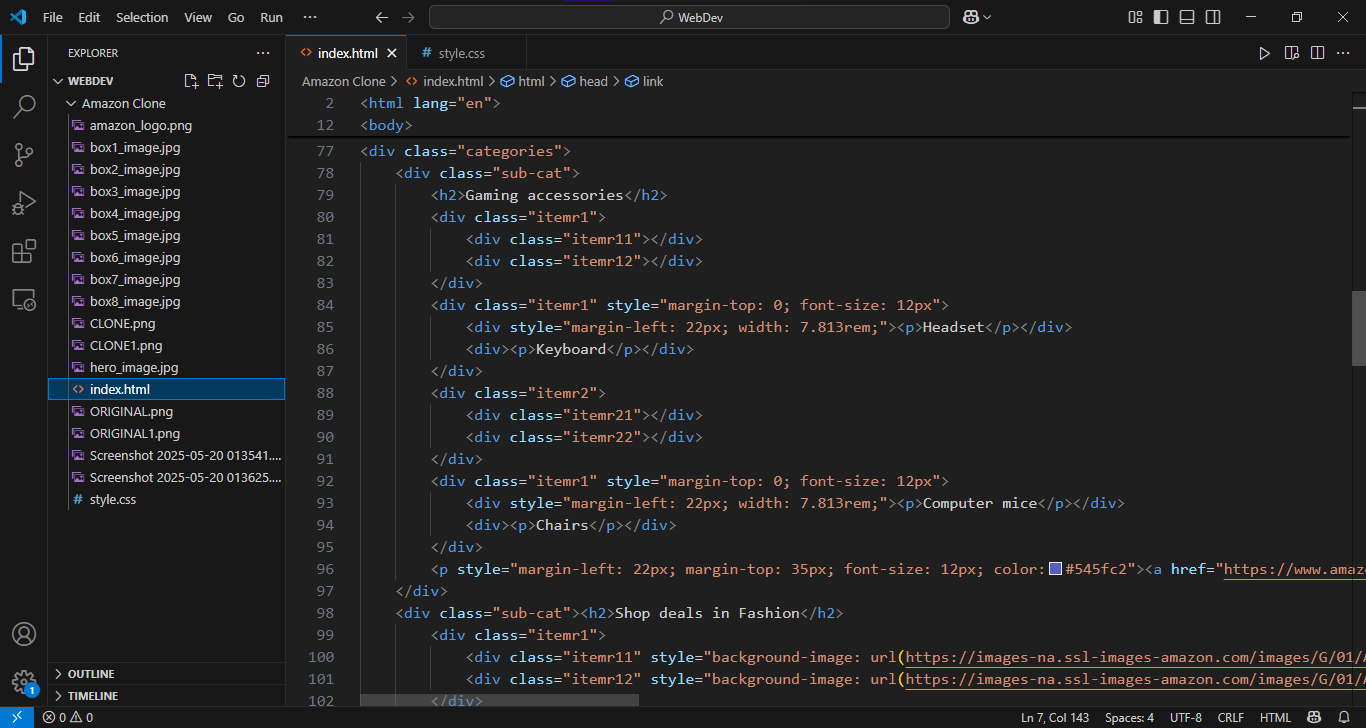 File Edit Selection View Go Run ··· WebDev
EXPLORER ···
WEBDEV
Amazon Clone
amazon_logo.png
box1_image.jpg
box2_image.jpg
box3_image.jpg
box4_image.jpg
box5_image.jpg
box6_image.jpg
box7_image.jpg
box8_image.jpg
CLONE.png
CLONE1.png
hero_image.jpg
<> index.html
ORIGINAL.png
ORIGINAL1.png
Screenshot 2025-05-20 013541....
Screenshot 2025-05-20 013625....
# style.css
OUTLINE
TIMELINE
1
<> index.html # style.css ···
Amazon Clone > <> index.html > html > head > link
2 <html lang="en">
12 <body>
77 <div class="categories">
78 <div class="sub-cat">
79 <h2>Gaming accessories</h2>
80 <div class="itemr1">
81 <div class="itemr11"></div>
82 <div class="itemr12"></div>
83 </div>
84 <div class="itemr1" style="margin-top: 0; font-size: 12px">
85 <div style="margin-left: 22px; width: 7.813rem;"><p>Headset</p></div>
86 <div><p>Keyboard</p></div>
87 </div>
88 <div class="itemr2">
89 <div class="itemr21"></div>
90 <div class="itemr22"></div>
91 </div>
92 <div class="itemr1" style="margin-top: 0; font-size: 12px">
93 <div style="margin-left: 22px; width: 7.813rem;"><p>Computer mice</p></div>
94 <div><p>Chairs</p></div>
95 </div>
96 <p style="margin-left: 22px; margin-top: 35px; font-size: 12px; color: #545fc2"><a href="https://www.amaz
97 </div>
98 <div class="sub-cat"><h2>Shop deals in Fashion</h2>
99 <div class="itemr1">
100 <div class="itemr11" style="background-image: url(https://images-na.ssl-images-amazon.com/images/G/01/
101 <div class="itemr12" style="background-image: url(https://images-na.ssl-images-amazon.com/images/G/01/
102 </div>
0 0 Ln 7, Col 143 Spaces: 4 UTF-8 CRLF HTML